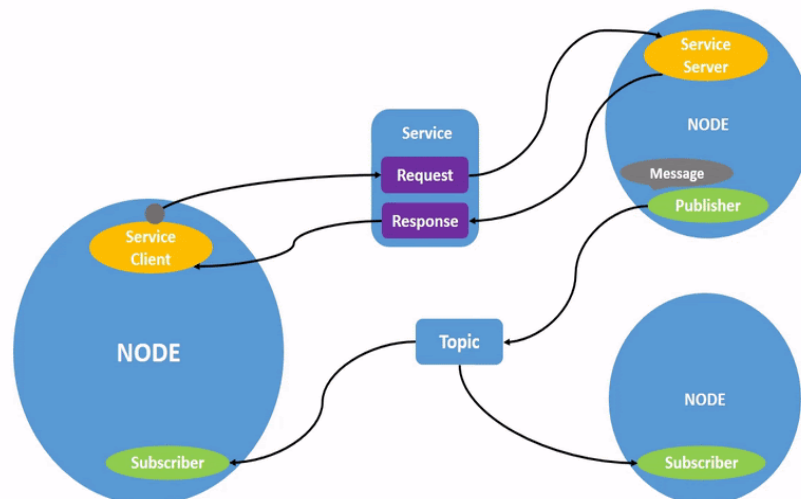 Service
Server
NODE
Message
Publisher
Service
Request
Response
Service
Client
NODE
Subscriber
Topic
NODE
Subscriber